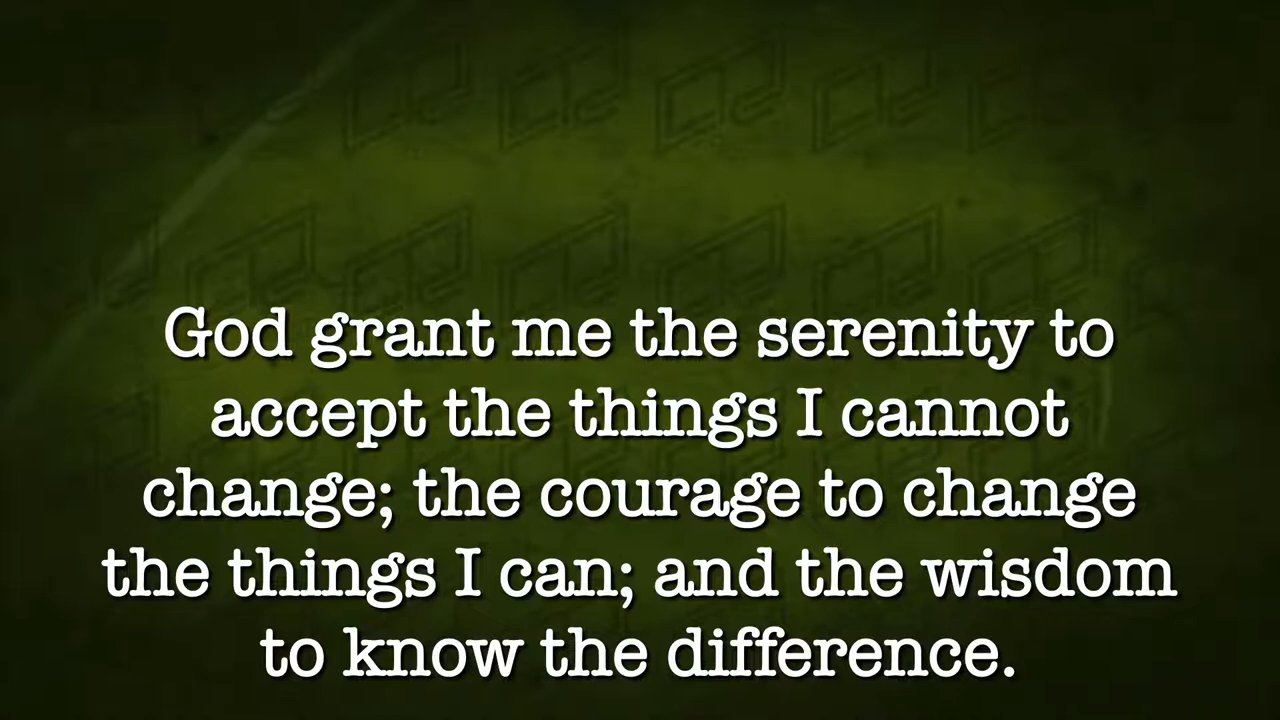 God grant me the serenity to
accept the things I cannot
change; the courage to change
the things I can; and the wisdom
to know the difference.